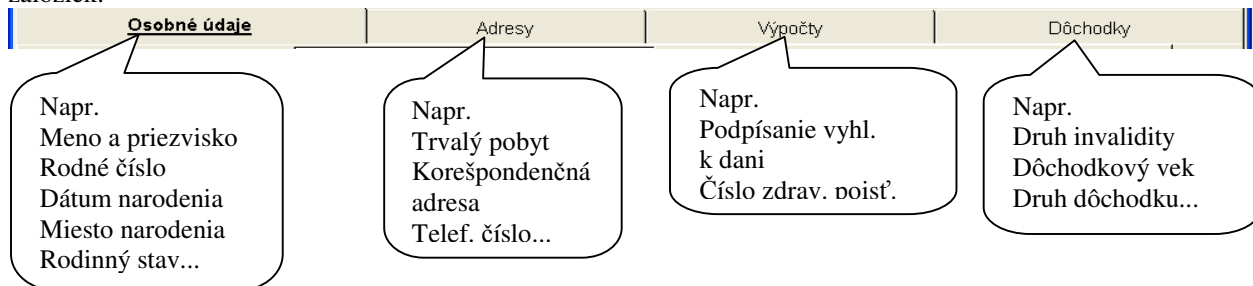 Osobné údaje Adresy Výpočty Dôchodky
Napr.
Meno a priezvisko
Rodné číslo
Dátum narodenia
Miesto narodenia
Rodinný stav...
Napr.
Trvalý pobyt
Korešpondenčná
adresa
Telef. číslo...
Napr.
Podpísanie vyhl.
k dani
Číslo zdrav. poisť.
Napr.
Druh invalidity
Dôchodkový vek
Druh dôchodku...